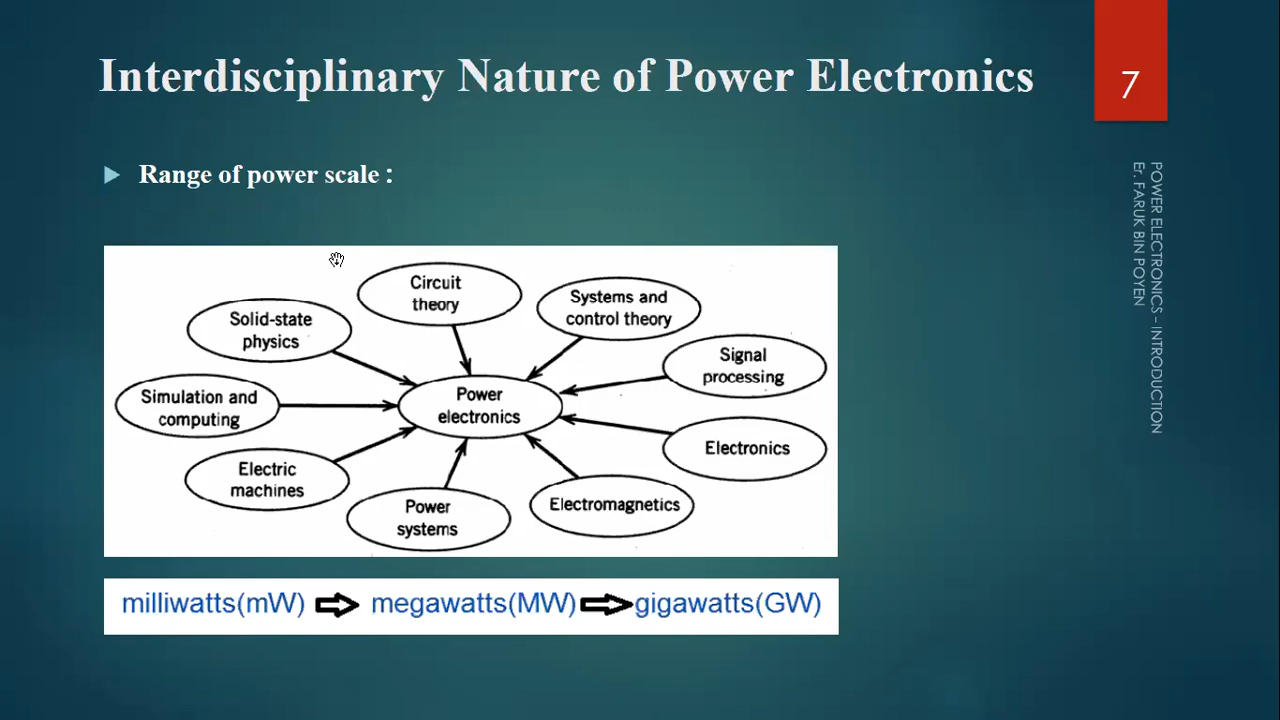 Interdisciplinary Nature of Power Electronics
7
Range of power scale :
Circuit
theory
Systems and
control theory
Solid-state
physics
Signal
processing
Simulation and
computing
Power
electronics
Electronics
Electric
machines
Power
systems
Electromagnetics
milliwatts(mW) megawatts(MW) gigawatts(GW)
POWER ELECTRONICS – INTRODUCTION
Er. FARUK BIN POYEN